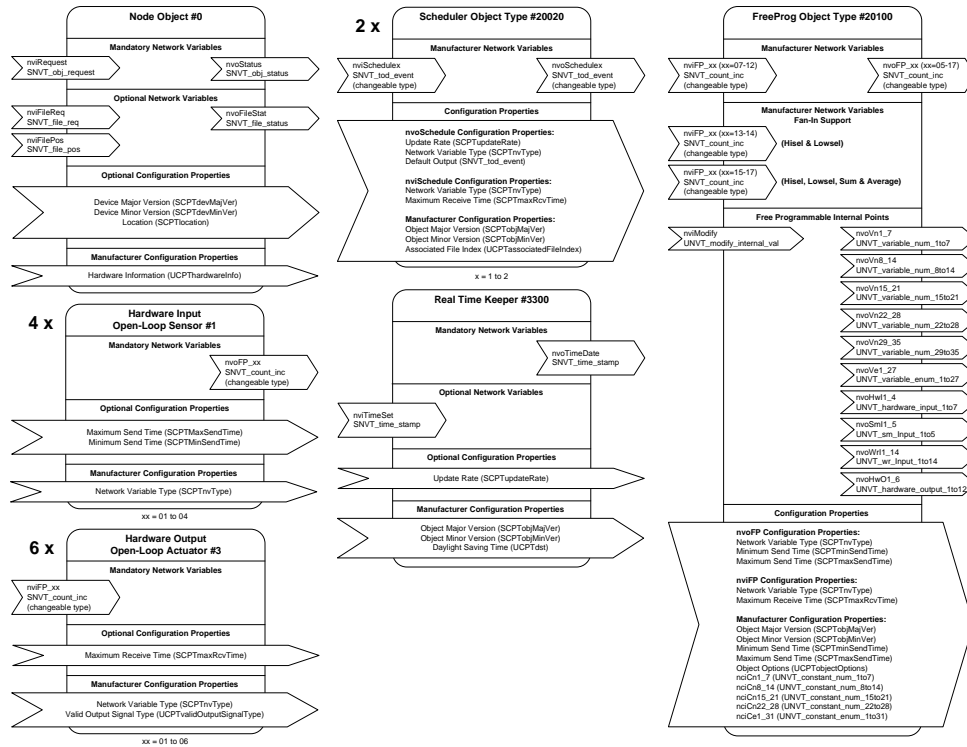 Node Object #0
Mandatory Network Variables
nviRequest
SNVT_obj_request
nvoStatus
SNVT_obj_status
Optional Network Variables
nviFileReq
SNVT_file_req
nvoFileStat
SNVT_file_status
nviFilePos
SNVT_file_pos
Optional Configuration Properties
Device Major Version (SCPTdevMajVer)
Device Minor Version (SCPTdevMinVer)
Location (SCPTlocation)
Manufacturer Configuration Properties
Hardware Information (UCPThardwareInfo)
4 x
Hardware Input
Open-Loop Sensor #1
Mandatory Network Variables
nvoFP_xx
SNVT_count_inc
(changeable type)
Optional Configuration Properties
Maximum Send Time (SCPTMaxSendTime)
Minimum Send Time (SCPTMinSendTime)
Manufacturer Configuration Properties
Network Variable Type (SCPTnvType)
xx = 01 to 04
6 x
Hardware Output
Open-Loop Actuator #3
Mandatory Network Variables
nviFP_xx
SNVT_count_inc
(changeable type)
Optional Configuration Properties
Maximum Receive Time (SCPTmaxRcvTime)
Manufacturer Configuration Properties
Network Variable Type (SCPTnvType)
Valid Output Signal Type (UCPTvalidOutputSignalType)
xx = 01 to 06
2 x
Scheduler Object Type #20020
Manufacturer Network Variables
nviSchedulex
SNVT_tod_event
(changeable type)
nvoSchedulex
SNVT_tod_event
(changeable type)
Configuration Properties
nvoSchedule Configuration Properties:
Update Rate (SCPTupdateRate)
Network Variable Type (SCPTnvType)
Default Output (SNVT_tod_event)
nviSchedule Configuration Properties:
Network Variable Type (SCPTnvType)
Maximum Receive Time (SCPTmaxRcvTime)
Manufacturer Configuration Properties:
Object Major Version (SCPTobjMajVer)
Object Minor Version (SCPTobjMinVer)
Associated File Index (UCPTassociatedFileIndex)
x = 1 to 2
Real Time Keeper #3300
Mandatory Network Variables
nvoTimeDate
SNVT_time_stamp
Optional Network Variables
nviTimeSet
SNVT_time_stamp
Optional Configuration Properties
Update Rate (SCPTupdateRate)
Manufacturer Configuration Properties
Object Major Version (SCPTobjMajVer)
Object Minor Version (SCPTobjMinVer)
Daylight Saving Time (UCPTdst)
FreeProg Object Type #20100
Manufacturer Network Variables
nviFP_xx (xx=07-12)
SNVT_count_inc
(changeable type)
nvoFP_xx (xx=05-17)
SNVT_count_inc
(changeable type)
Manufacturer Network Variables
Fan-In Support
nviFP_xx (xx=13-14)
SNVT_count_inc
(changeable type)
(Hisel & Lowsel)
nviFP_xx (xx=15-17)
SNVT_count_inc
(changeable type)
(Hisel, Lowsel, Sum & Average)
Free Programmable Internal Points
nviModify
UNVT_modify_internal_val
nvoVn1_7
UNVT_variable_num_1to7
nvoVn8_14
UNVT_variable_num_8to14
nvoVn15_21
UNVT_variable_num_15to21
nvoVn22_28
UNVT_variable_num_22to28
nvoVn29_35
UNVT_variable_num_29to35
nvoVe1_27
UNVT_variable_enum_1to27
nvoHwI1_4
UNVT_hardware_input_1to7
nvoSmI1_5
UNVT_sm_Input_1to5
nvoWrI1_14
UNVT_wr_Input_1to14
nvoHwO1_6
UNVT_hardware_output_1to12
Configuration Properties
nvoFP Configuration Properties:
Network Variable Type (SCPTnvType)
Minimum Send Time (SCPTminSendTime)
Maximum Send Time (SCPTmaxSendTime)
nviFP Configuration Properties:
Network Variable Type (SCPTnvType)
Maximum Receive Time (SCPTmaxRcvTime)
Manufacturer Configuration Properties:
Object Major Version (SCPTobjMajVer)
Object Minor Version (SCPTobjMinVer)
Minimum Send Time (SCPTminSendTime)
Maximum Send Time (SCPTmaxSendTime)
Object Options (UCPTobjectOptions)
nciCn1_7 (UNVT_constant_num_1to7)
nciCn8_14 (UNVT_constant_num_8to14)
nciCn15_21 (UNVT_constant_num_15to21)
nciCn22_28 (UNVT_constant_num_22to28)
nciCe1_31 (UNVT_constant_enum_1to31)